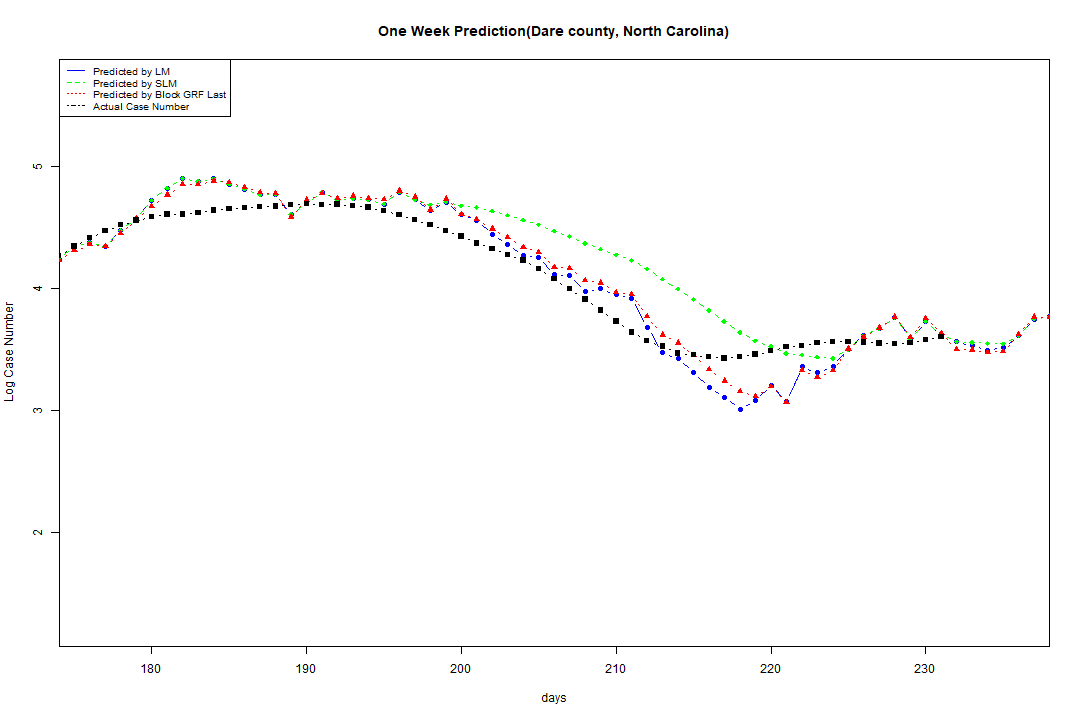 One Week Prediction(Dare county, North Carolina)
Predicted by LM
Predicted by SLM
Predicted by Block GRF Last
Actual Case Number
5
4
3
2
Log Case Number
180 190 200 210 220 230
days